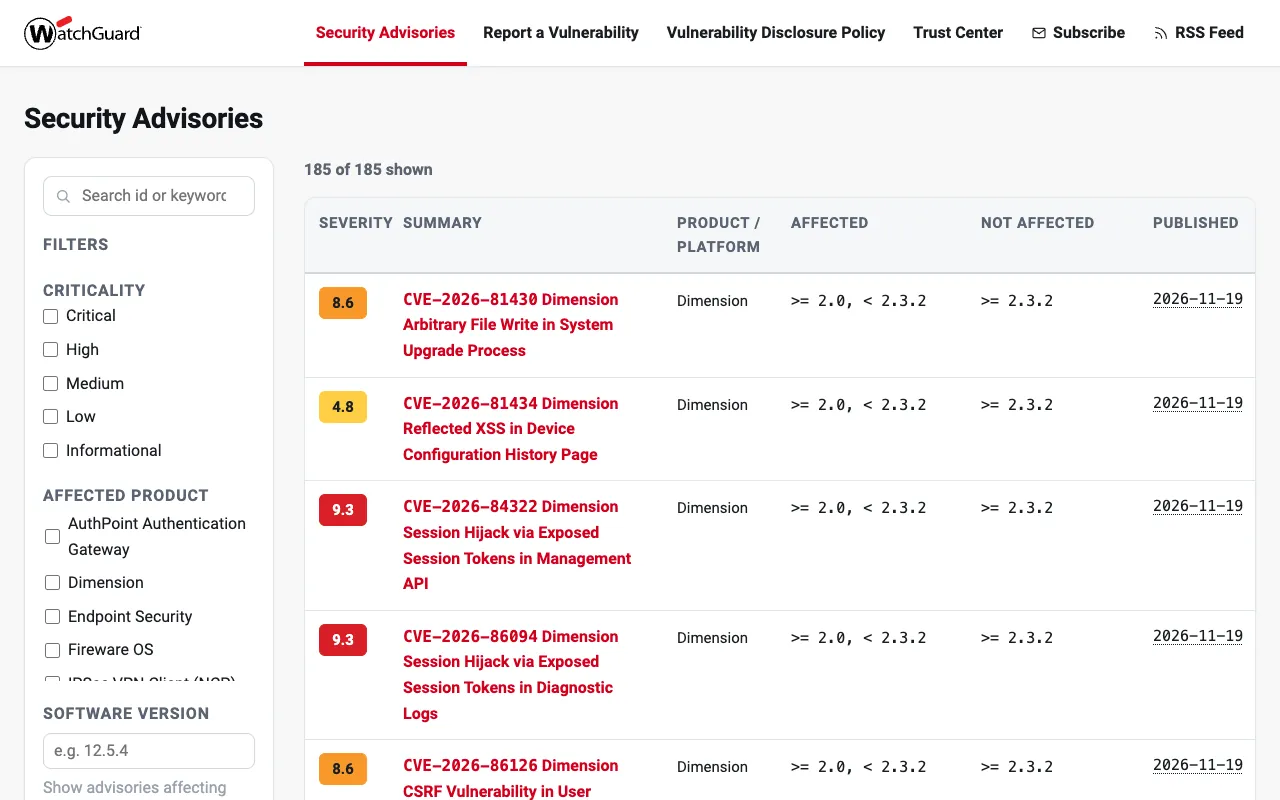 WatchGuard
Security Advisories
Report a Vulnerability
Vulnerability Disclosure Policy
Trust Center
Subscribe
RSS Feed
Security Advisories
Search id or keyword
FILTERS
CRITICALITY
Critical
High
Medium
Low
Informational
AFFECTED PRODUCT
AuthPoint Authentication
Gateway
Dimension
Endpoint Security
Fireware OS
IPSec VPN Client (NCP)
SOFTWARE VERSION
e.g. 12.5.4
Show advisories affecting
185 of 185 shown
SEVERITY SUMMARY PRODUCT / AFFECTED NOT AFFECTED PUBLISHED
PLATFORM
8.6 CVE-2026-81430 Dimension Dimension >= 2.0, < 2.3.2 >= 2.3.2 2026-11-19
Arbitrary File Write in System
Upgrade Process
4.8 CVE-2026-81434 Dimension Dimension >= 2.0, < 2.3.2 >= 2.3.2 2026-11-19
Reflected XSS in Device
Configuration History Page
9.3 CVE-2026-84322 Dimension Dimension >= 2.0, < 2.3.2 >= 2.3.2 2026-11-19
Session Hijack via Exposed
Session Tokens in Management
API
9.3 CVE-2026-86094 Dimension Dimension >= 2.0, < 2.3.2 >= 2.3.2 2026-11-19
Session Hijack via Exposed
Session Tokens in Diagnostic
Logs
8.6 CVE-2026-86126 Dimension Dimension >= 2.0, < 2.3.2 >= 2.3.2 2026-11-19
CSRF Vulnerability in User